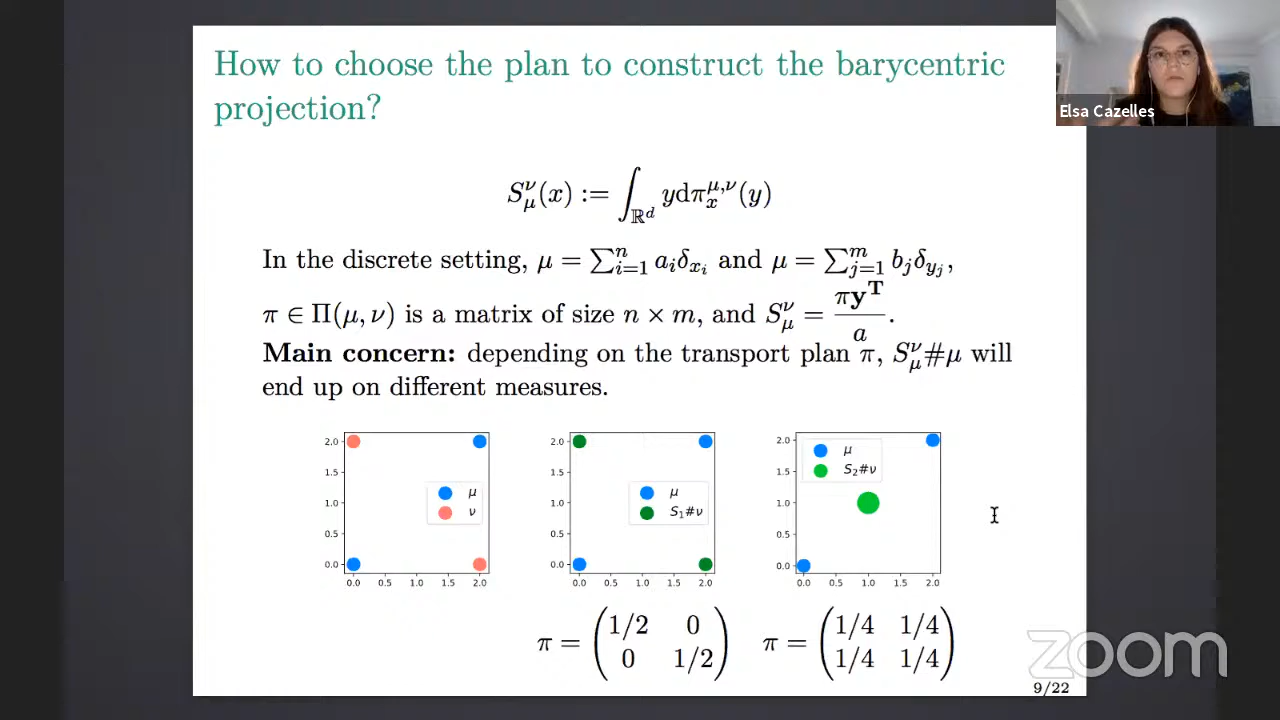 How to choose the plan to construct the barycentric
projection?
Elsa Cazelles
S_μ^ν(x) := ∫_{ℝ^d} y dπ_x^{μ,ν}(y)
In the discrete setting, μ = ∑_{i=1}^n a_i δ_{x_i} and μ = ∑_{j=1}^m b_j δ_{y_j},
π ∈ Π(μ, ν) is a matrix of size n × m, and S_μ^ν = πy^T / a.
Main concern: depending on the transport plan π, S_μ^ν#μ will
end up on different measures.
2.0
1.5
1.0
0.5
0.0
0.0 0.5 1.0 1.5 2.0
μ
ν
2.0
1.5
1.0
0.5
0.0
0.0 0.5 1.0 1.5 2.0
μ
S_1#ν
2.0
1.5
1.0
0.5
0.0
0.0 0.5 1.0 1.5 2.0
μ
S_2#ν
π = (1/2 0
0 1/2)
π = (1/4 1/4
1/4 1/4)
zoom
9/22